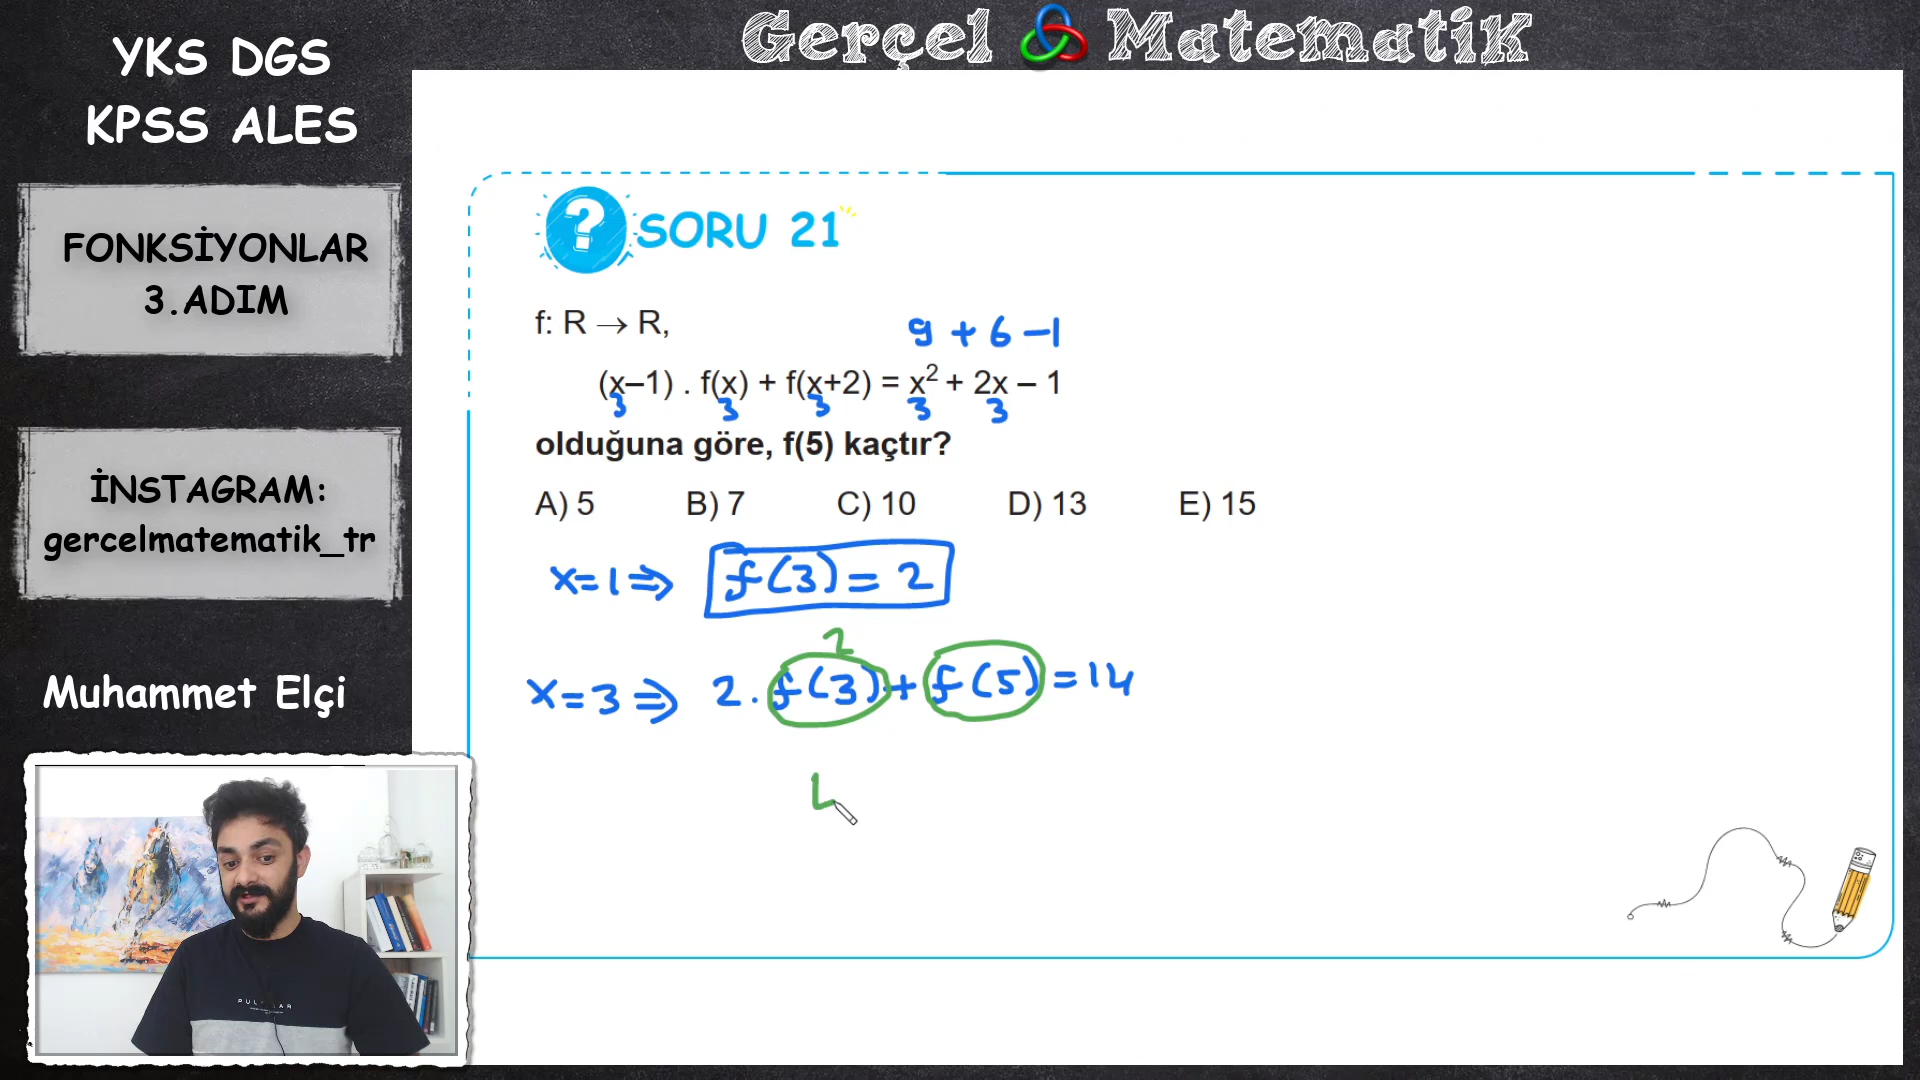 YKS DGS
KPSS ALES
FONKSİYONLAR
3.ADIM
İNSTAGRAM:
gercelmatematik_tr
Muhammet Elçi
Gerçel Matematik
? SORU 21
f: R → R,
9 + 6 – 1
(x–1) . f(x) + f(x+2) = x² + 2x – 1
3 3 3 3 3
olduğuna göre, f(5) kaçtır?
A) 5 B) 7 C) 10 D) 13 E) 15
x = 1 ⇒ f(3) = 2
2
x = 3 ⇒ 2 . f(3) + f(5) = 14